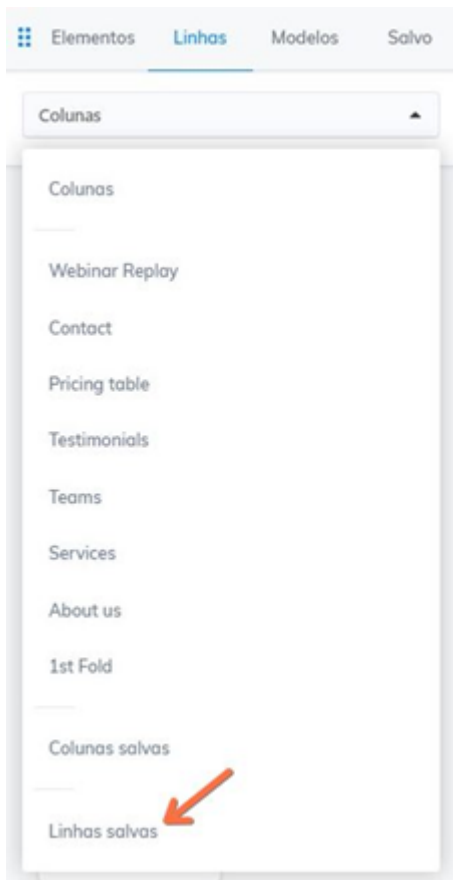 Elementos Linhas Modelos Salvo
Colunas
Colunas
Webinar Replay
Contact
Pricing table
Testimonials
Teams
Services
About us
1st Fold
Colunas salvas
Linhas salvas